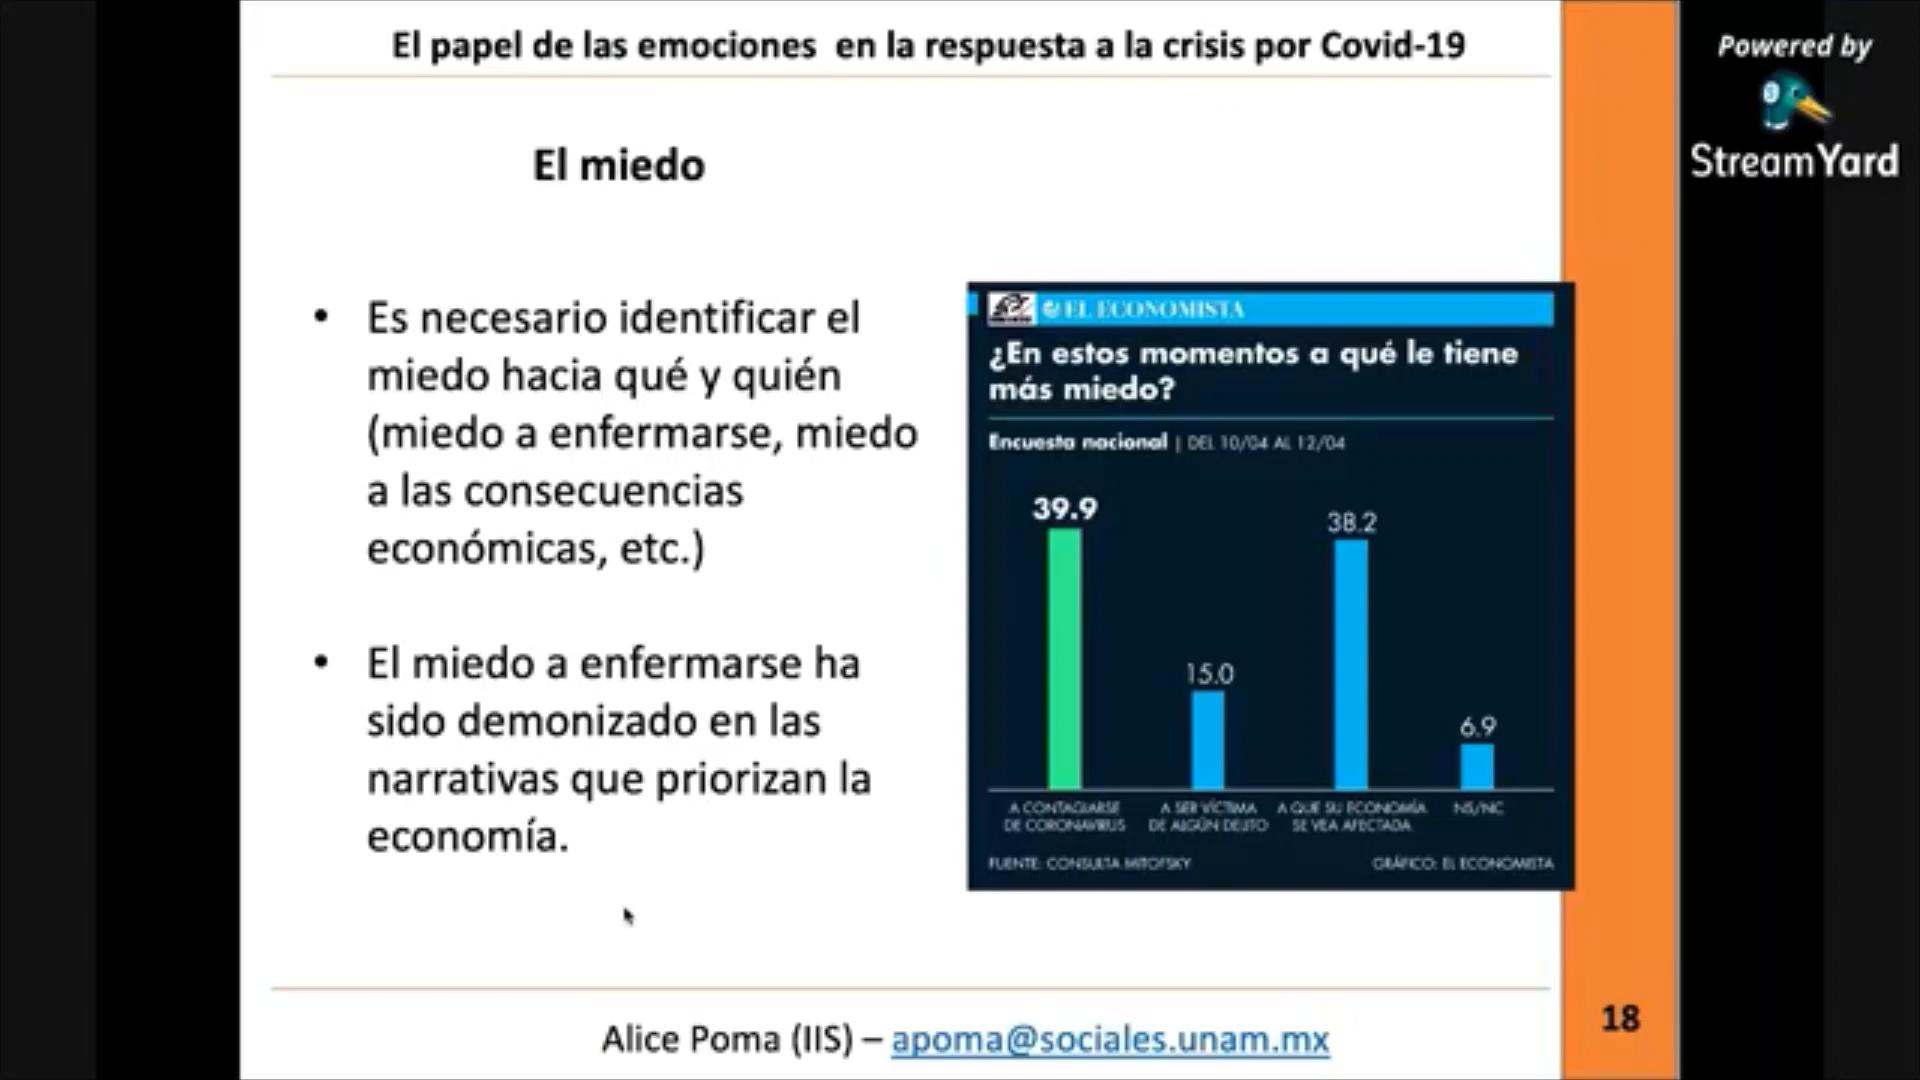 El papel de las emociones en la respuesta a la crisis por Covid-19
Powered by
StreamYard
El miedo
• Es necesario identificar el
miedo hacia qué y quién
(miedo a enfermarse, miedo
a las consecuencias
económicas, etc.)
• El miedo a enfermarse ha
sido demonizado en las
narrativas que priorizan la
economía.
EL ECONOMISTA
¿En estos momentos a qué le tiene
más miedo?
Encuesta nacional | DEL 10/04 AL 12/04
39.9
15.0
38.2
6.9
A CONTAGIARSE
DE CORONAVIRUS
A SER VÍCTIMA
DE ALGÚN DELITO
A QUE SU ECONOMÍA
SE VEA AFECTADA
NS/NC
FUENTE: CONSULTA MITOFSKY
GRÁFICO: EL ECONOMISTA
Alice Poma (IIS) – apoma@sociales.unam.mx
18